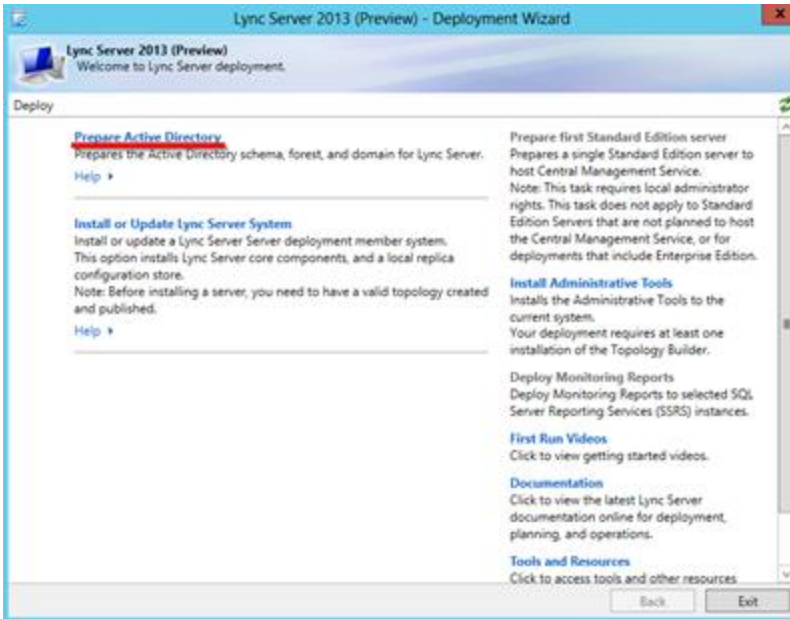 Lync Server 2013 (Preview) - Deployment Wizard
Lync Server 2013 (Preview)
Welcome to Lync Server deployment.
Deploy
Prepare Active Directory
Prepares the Active Directory schema, forest, and domain for Lync Server.
Help
Install or Update Lync Server System
Install or update a Lync Server Server deployment member system.
This option installs Lync Server core components, and a local replica
configuration store.
Note: Before installing a server, you need to have a valid topology created
and published.
Help
Prepare first Standard Edition server
Prepares a single Standard Edition server to
host Central Management Service.
Note: This task requires local administrator
rights. This task does not apply to Standard
Edition Servers that are not planned to host
the Central Management Service, or for
deployments that include Enterprise Edition.
Install Administrative Tools
Installs the Administrative Tools to the
current system.
Your deployment requires at least one
installation of the Topology Builder.
Deploy Monitoring Reports
Deploy Monitoring Reports to selected SQL
Server Reporting Services (SSRS) instances.
First Run Videos
Click to view getting started videos.
Documentation
Click to view the latest Lync Server
documentation online for deployment,
planning, and operations.
Tools and Resources
Click to access tools and other resources
Back
Exit